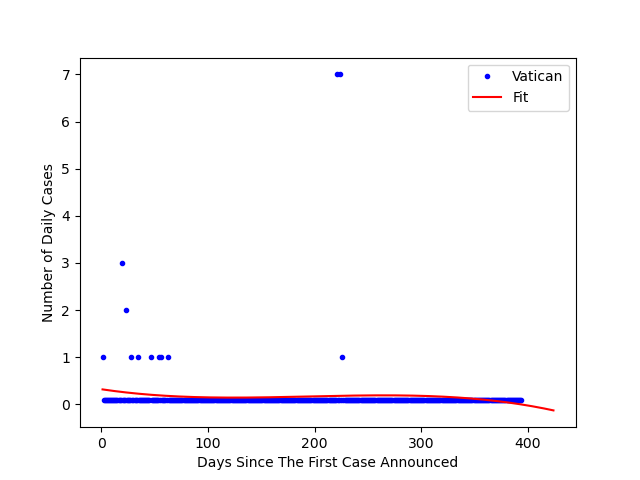 Vatican
Fit
7
6
5
4
3
2
1
0
Number of Daily Cases
0 100 200 300 400
Days Since The First Case Announced